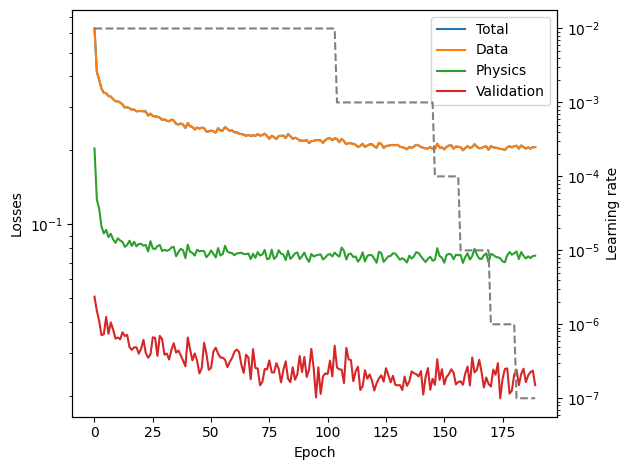 Total
Data
Physics
Validation
Losses
10⁻¹
Learning rate
10⁻²
10⁻³
10⁻⁴
10⁻⁵
10⁻⁶
10⁻⁷
0 25 50 75 100 125 150 175
Epoch